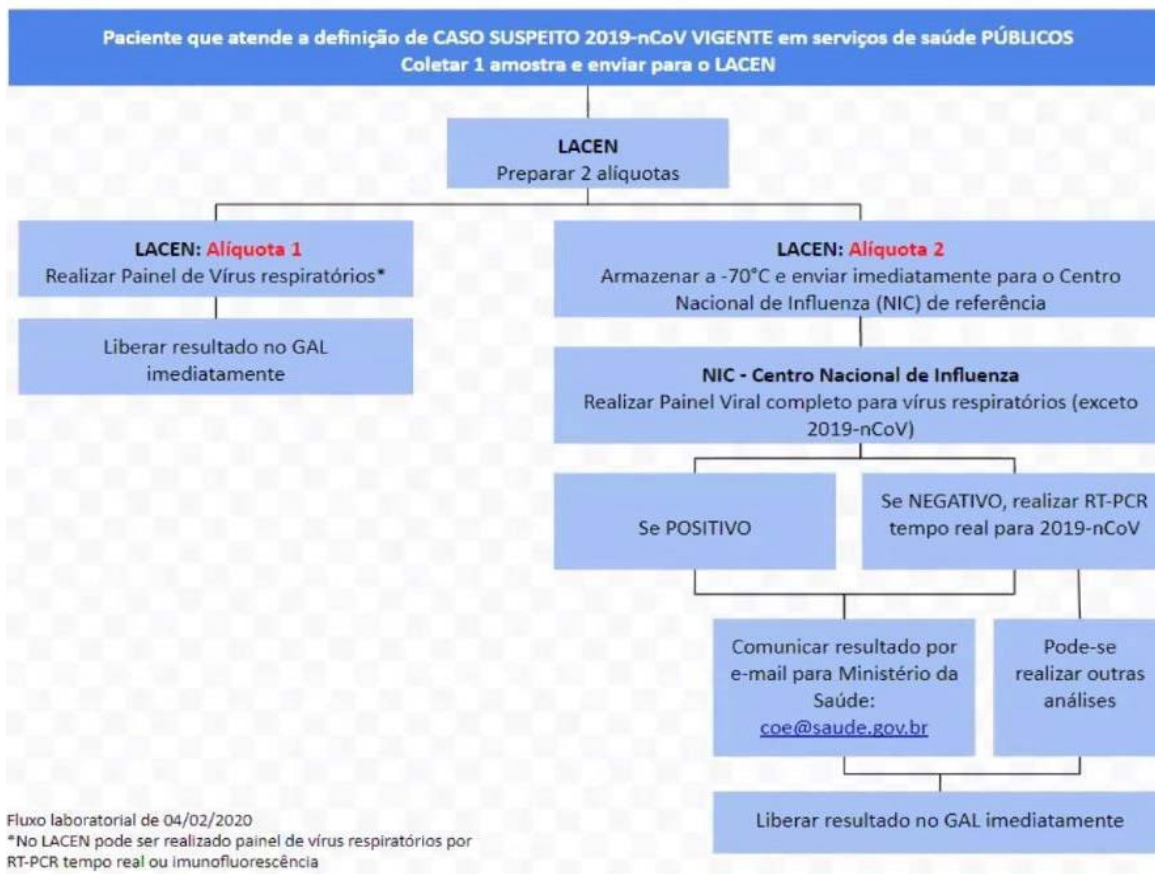 Paciente que atende a definição de CASO SUSPEITO 2019-nCoV VIGENTE em serviços de saúde PÚBLICOS
Coletar 1 amostra e enviar para o LACEN
LACEN
Preparar 2 alíquotas
LACEN: Alíquota 1
Realizar Painel de Vírus respiratórios*
Liberar resultado no GAL
imediatamente
LACEN: Alíquota 2
Armazenar a -70°C e enviar imediatamente para o Centro
Nacional de Influenza (NIC) de referência
NIC - Centro Nacional de Influenza
Realizar Painel Viral completo para vírus respiratórios (exceto
2019-nCoV)
Se POSITIVO
Se NEGATIVO, realizar RT-PCR
tempo real para 2019-nCoV
Comunicar resultado por
e-mail para Ministério da
Saúde:
coe@saude.gov.br
Pode-se
realizar outras
análises
Liberar resultado no GAL imediatamente
Fluxo laboratorial de 04/02/2020
*No LACEN pode ser realizado painel de vírus respiratórios por
RT-PCR tempo real ou imunofluorescência